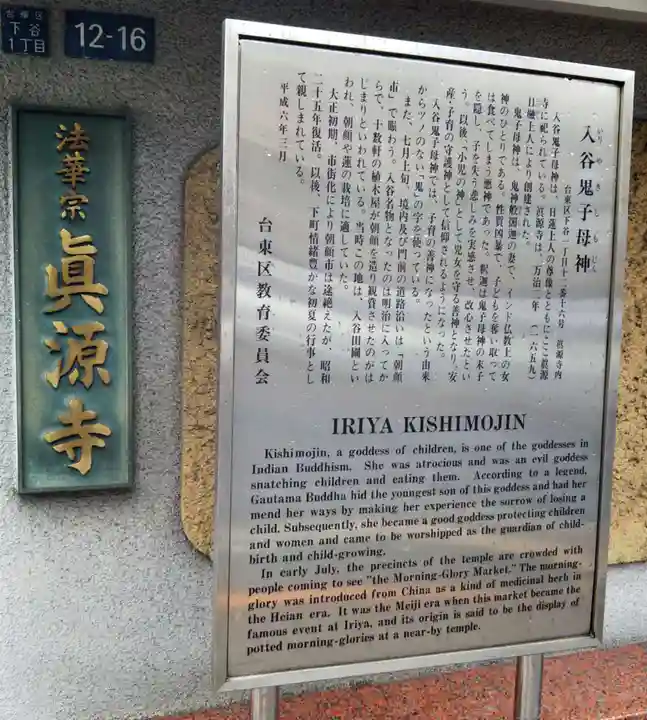 台東区
下谷
1丁目
12-16
法華宗 眞源寺
入谷鬼子母神
いりやきしもじん
台東区下谷一丁目十二番十六号 眞源寺内
入谷鬼子母神は、日蓮上人の尊像とともにここ眞源
寺に祀られている。眞源寺は、万治二年(一六五九)
日融上人により創建された。
鬼子母神は、鬼神般闍迦の妻で、インド仏教上の女
神のひとりである。性質凶暴で、子どもを奪い取って
は食べてしまう悪神であった。釈迦は鬼子母神の末子
を隠して子を失う悲しみを実感させ、改心させたとい
う。以後、「小児の神」として児女を守る善神となり、安
産・子育の守護神として信仰されるようになった。
入谷鬼子母神では、子育の善神になったという由来
からツノのない「鬼」の字を使っている。
また、七月上旬、境内及び門前の道路沿いは「朝顔
市」で賑わう。入谷名物となったのは明治に入ってか
らで、十数軒の植木屋が朝顔を造り観賞させたのがは
じまりといわれている。当時この地は、入谷田圃とい
われ、朝顔や蓮の栽培に適していた。
大正初期、市街化により朝顔市は途絶えたが、昭和
二十五年復活。以後、下町情緒豊かな初夏の行事とし
て親しまれている。
平成六年三月
台東区教育委員会
IRIYA KISHIMOJIN
Kishimojin, a goddess of children, is one of the goddesses in
Indian Buddhism. She was atrocious and was an evil goddess
snatching children and eating them. According to a legend,
Gautama Buddha hid the youngest son of this goddess and had her
mend her ways by making her experience the sorrow of losing a
child. Subsequently, she became a good goddess protecting children
and women and came to be worshipped as the guardian of child-
birth and child-growing.
In early July, the precincts of the temple are crowded with
people coming to see "the Morning-Glory Market." The morning-
glory was introduced from China as a kind of medicinal herb in
the Heian era. It was the Meiji era when this market became the
famous event at Iriya, and its origin is said to be the display of
potted morning-glories at a near-by temple.